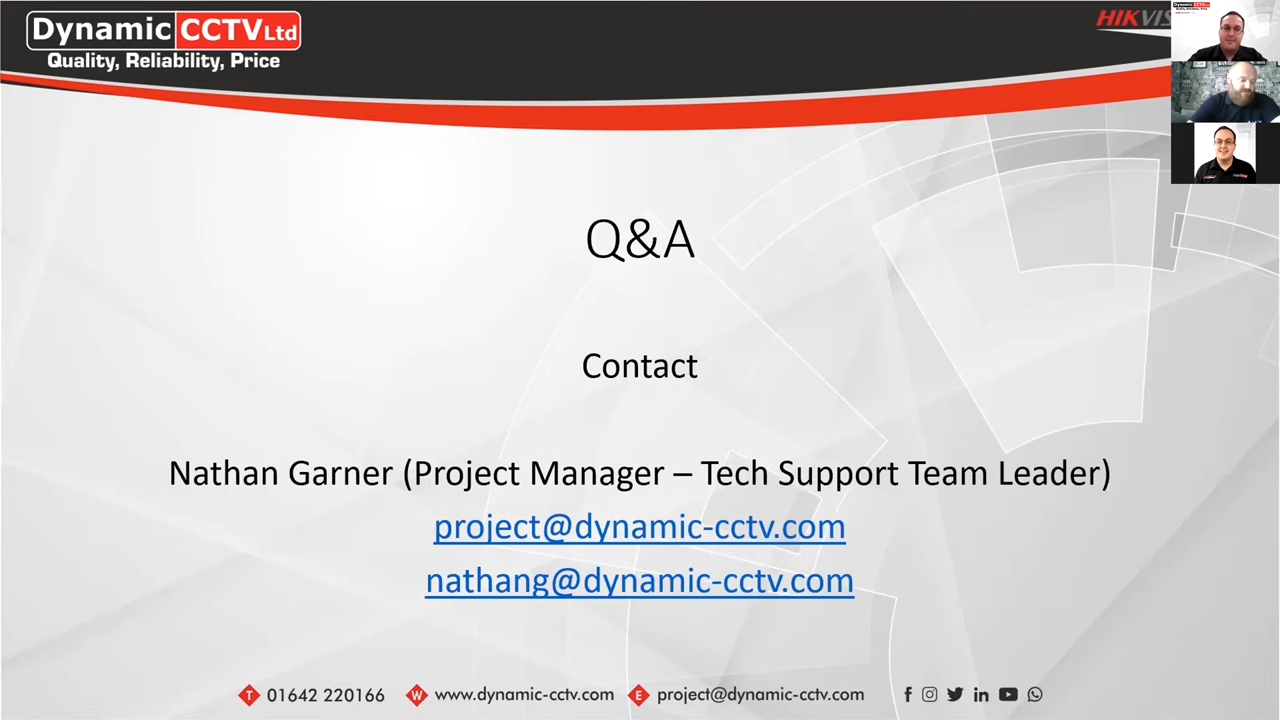 Dynamic CCTV Ltd
Quality, Reliability, Price
HIKVIS
Q&A
Contact
Nathan Garner (Project Manager – Tech Support Team Leader)
project@dynamic-cctv.com
nathang@dynamic-cctv.com
T 01642 220166 W www.dynamic-cctv.com E project@dynamic-cctv.com